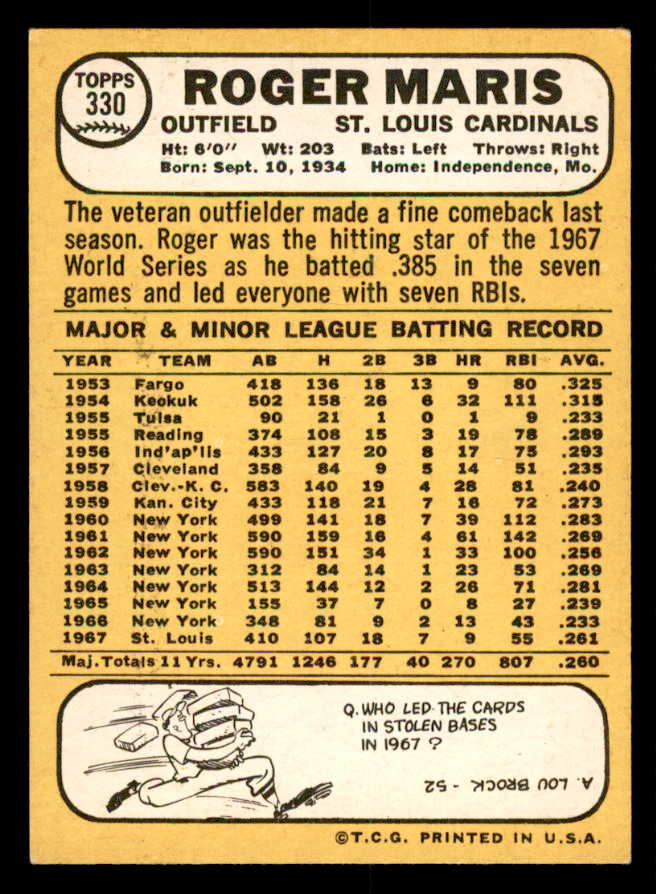 TOPPS
330
ROGER MARIS
OUTFIELD ST. LOUIS CARDINALS
Ht: 6'0" Wt: 203 Bats: Left Throws: Right
Born: Sept. 10, 1934 Home: Independence, Mo.
The veteran outfielder made a fine comeback last
season. Roger was the hitting star of the 1967
World Series as he batted .385 in the seven
games and led everyone with seven RBIs.
MAJOR & MINOR LEAGUE BATTING RECORD
YEAR TEAM AB H 2B 3B HR RBI AVG.
1953 Fargo 418 136 18 13 9 80 .325
1954 Keokuk 502 158 26 6 32 111 .315
1955 Tulsa 90 21 1 0 1 9 .233
1955 Reading 374 108 15 3 19 78 .289
1956 Ind'ap'lis 433 127 20 8 17 75 .293
1957 Cleveland 358 84 9 5 14 51 .235
1958 Clev.-K. C. 583 140 19 4 28 81 .240
1959 Kan. City 433 118 21 7 16 72 .273
1960 New York 499 141 18 7 39 112 .283
1961 New York 590 159 16 4 61 142 .269
1962 New York 590 151 34 1 33 100 .256
1963 New York 312 84 14 1 23 53 .269
1964 New York 513 144 12 2 26 71 .281
1965 New York 155 37 7 0 8 27 .239
1966 New York 348 81 9 2 13 43 .233
1967 St. Louis 410 107 18 7 9 55 .261
Maj. Totals 11 Yrs. 4791 1246 177 40 270 807 .260
Q. WHO LED THE CARDS
IN STOLEN BASES
IN 1967 ?
A. LOU BROCK - 52
©T.C.G. PRINTED IN U.S.A.